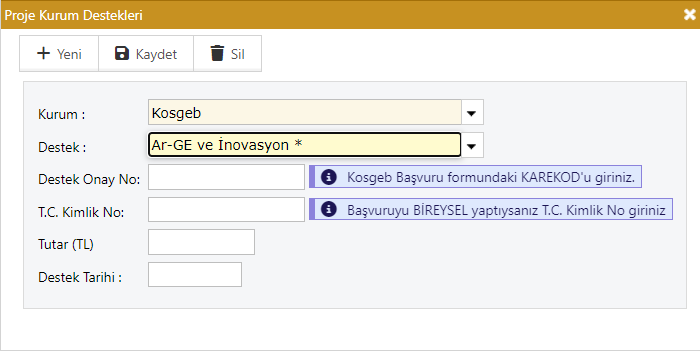 Proje Kurum Destekleri
Yeni Kaydet Sil
Kurum : Kosgeb
Destek : Ar-GE ve İnovasyon *
Destek Onay No: Kosgeb Başvuru formundaki KAREKOD'u giriniz.
T.C. Kimlik No: Başvuruyu BİREYSEL yaptıysanız T.C. Kimlik No giriniz
Tutar (TL)
Destek Tarihi :